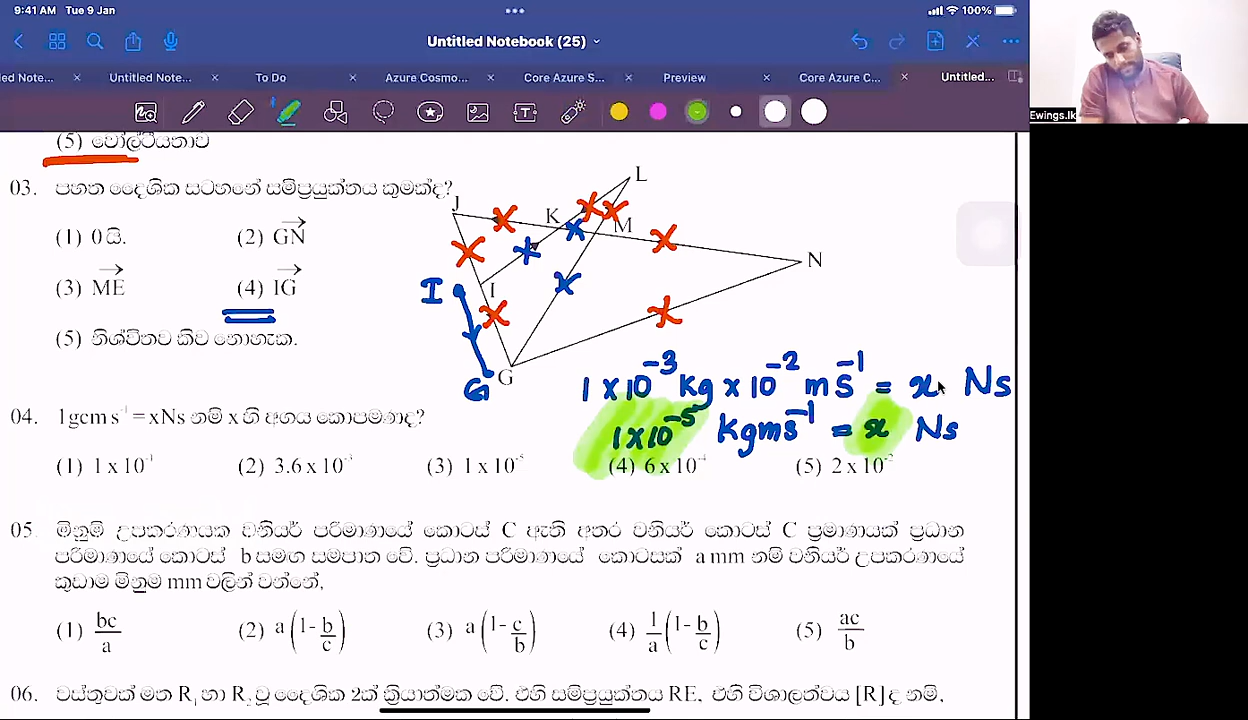 9:41 AM Tue 9 Jan
100%
Untitled Notebook (25)
led Note...
Untitled Note...
To Do
Azure Cosmo...
Core Azure S...
Preview
Core Azure C...
Untitled...
Ewings.lk
(5) වෝල්ටීයතාව
03. පහත දෛශික සටහනේ සම්ප්‍රයුක්තය කුමක්ද?
(1) 0 යි.
(2) GN
(3) ME
(4) IG
(5) නිශ්චිතව කිව නොහැක.
J
K
L
M
N
I
G
I
G
1 x 10⁻³ kg x 10⁻² m s⁻¹ = x Ns
1 x 10⁻⁵ kgms⁻¹ = x Ns
04. 1gcm s⁻¹ = xNs නම් x හි අගය කොපමණද?
(1) 1 x 10⁻¹
(2) 3.6 x 10⁻³
(3) 1 x 10⁻⁵
(4) 6 x 10⁻⁴
(5) 2 x 10⁻²
05. මිනුම් උපකරණයක ව'නියර් පරිමාණයේ කොටස් C ඇති අතර ව'නියර් කොටස් C ප්‍රමාණයක් ප්‍රධාන
පරිමාණයේ කොටස් b සමඟ සමපාත වේ. ප්‍රධාන පරිමාණයේ කොටසක් a mm නම් ව'නියර් උපකරණයේ
කුඩාම මිනුම mm වලින් වන්නේ,
(1) bc/a
(2) a(1-b/c)
(3) a(1-c/b)
(4) 1/a(1-b/c)
(5) ac/b
06. වස්තුවක් මත R₁ හා R₂ වූ දෛශික 2ක් ක්‍රියාත්මක වේ. එහි සම්ප්‍රයුක්තය RE, එහි විශාලත්වය [R] ද නම්,